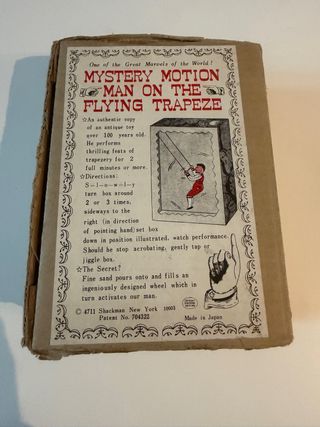 One of the Great Marvels of the World!
MYSTERY MOTION
MAN ON THE
FLYING TRAPEZE
☆An authentic copy
of an antique toy
over 100 years old.
He performs
thrilling feats of
trapezery for 2
full minutes or more.
☆Directions:
S-l-o-w-l-y
turn box around
2 or 3 times,
sideways to the
right (in direction
of pointing hand) set box
down in position illustrated, watch performance.
Should he stop acrobating, gently tap or
jiggle box.
☆The Secret?
Fine sand pours onto and fills an
ingeniously designed wheel which in
turn activates our man.
© 4711 Shackman New York 10003
Patent No. 704322
Made in Japan